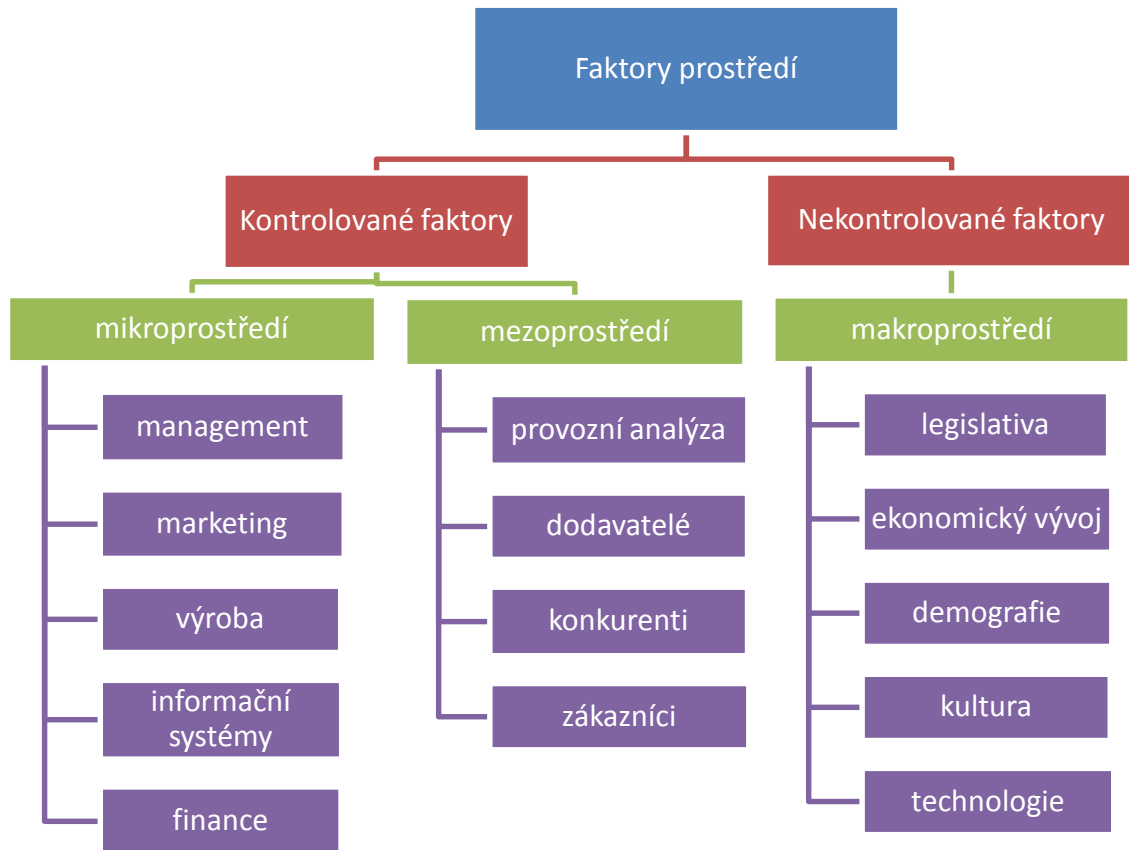 Faktory prostředí
Kontrolované faktory
Nekontrolované faktory
mikroprostředí
mezoprostředí
makroprostředí
management
marketing
výroba
informační
systémy
finance
provozní analýza
dodavatelé
konkurenti
zákazníci
legislativa
ekonomický vývoj
demografie
kultura
technologie